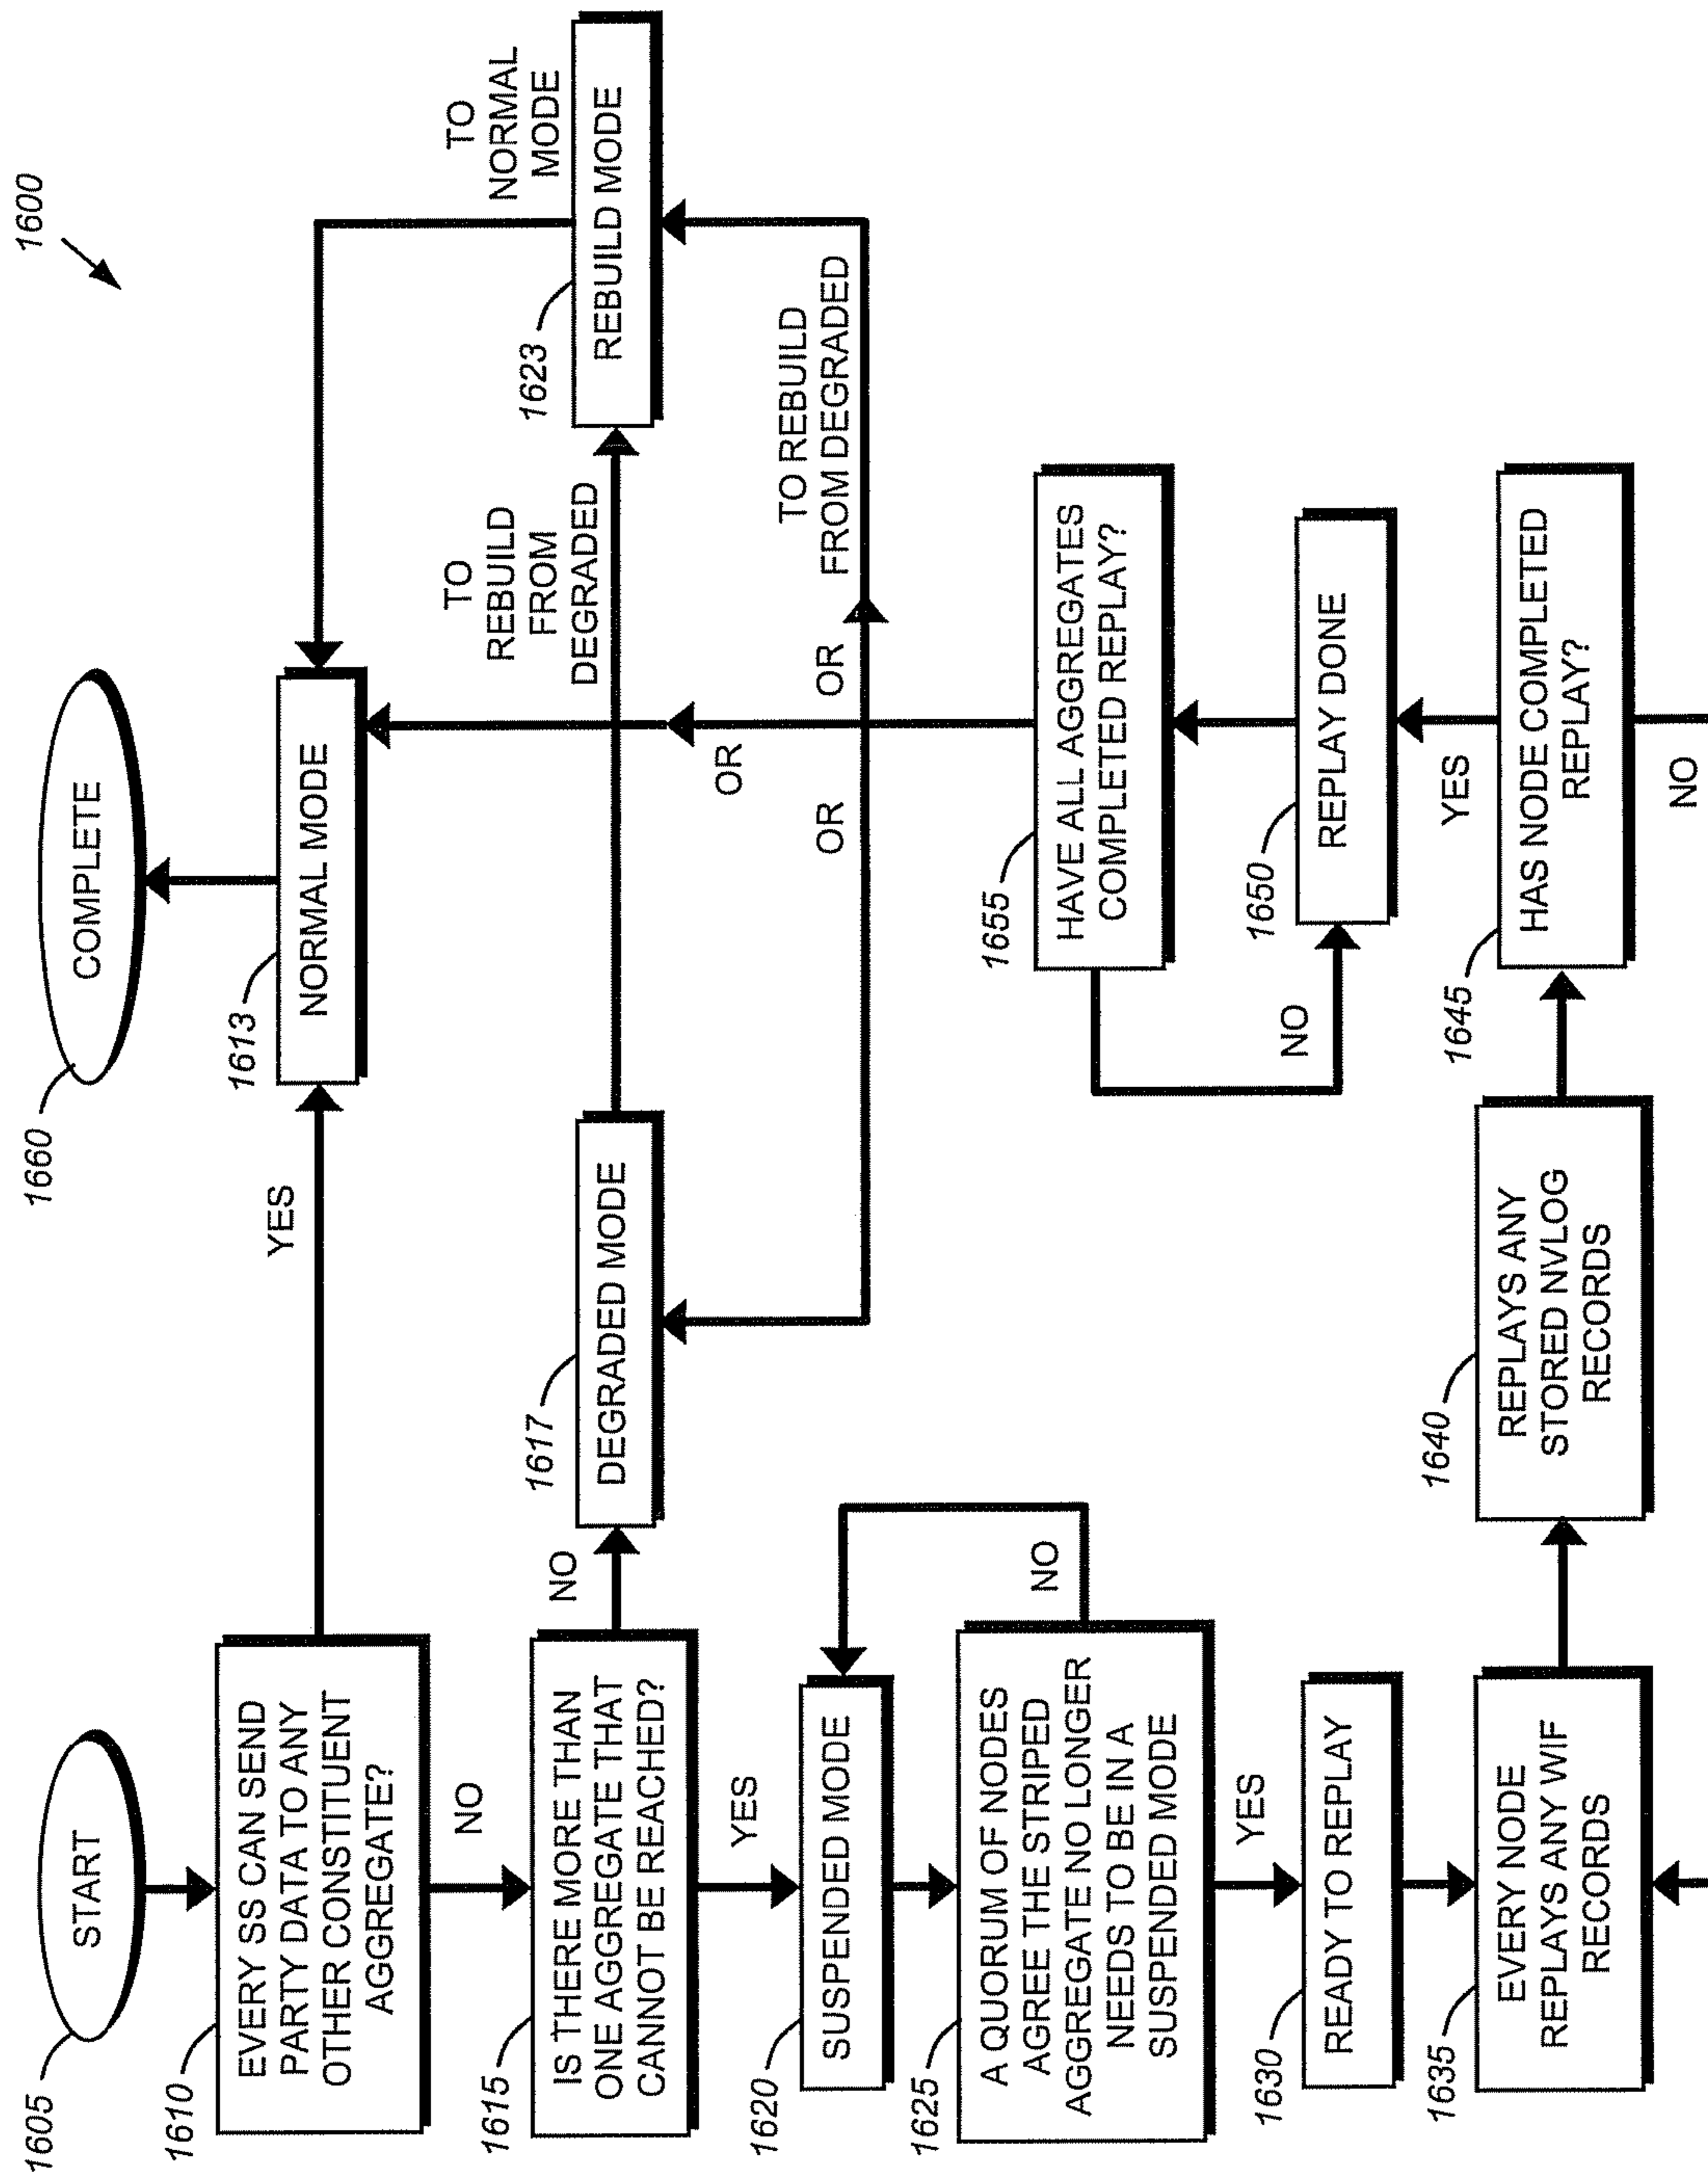 1600
START
1605
EVERY SS CAN SEND
PARTY DATA TO ANY
OTHER CONSTITUENT
AGGREGATE?
1610
YES
NO
NORMAL MODE
1613
COMPLETE
1660
IS THERE MORE THAN
ONE AGGREGATE THAT
CANNOT BE REACHED?
1615
NO
YES
DEGRADED MODE
1617
TO
REBUILD
FROM
DEGRADED
REBUILD MODE
1623
TO
NORMAL
MODE
SUSPENDED MODE
1620
A QUORUM OF NODES
AGREE THE STRIPED
AGGREGATE NO LONGER
NEEDS TO BE IN A
SUSPENDED MODE
1625
NO
YES
OR
OR
OR
TO REBUILD
FROM DEGRADED
READY TO REPLAY
1630
HAVE ALL AGGREGATES
COMPLETED REPLAY?
1655
NO
REPLAY DONE
1650
YES
EVERY NODE
REPLAYS ANY WIF
RECORDS
1635
REPLAYS ANY
STORED NVLOG
RECORDS
1640
HAS NODE COMPLETED
REPLAY?
1645
NO